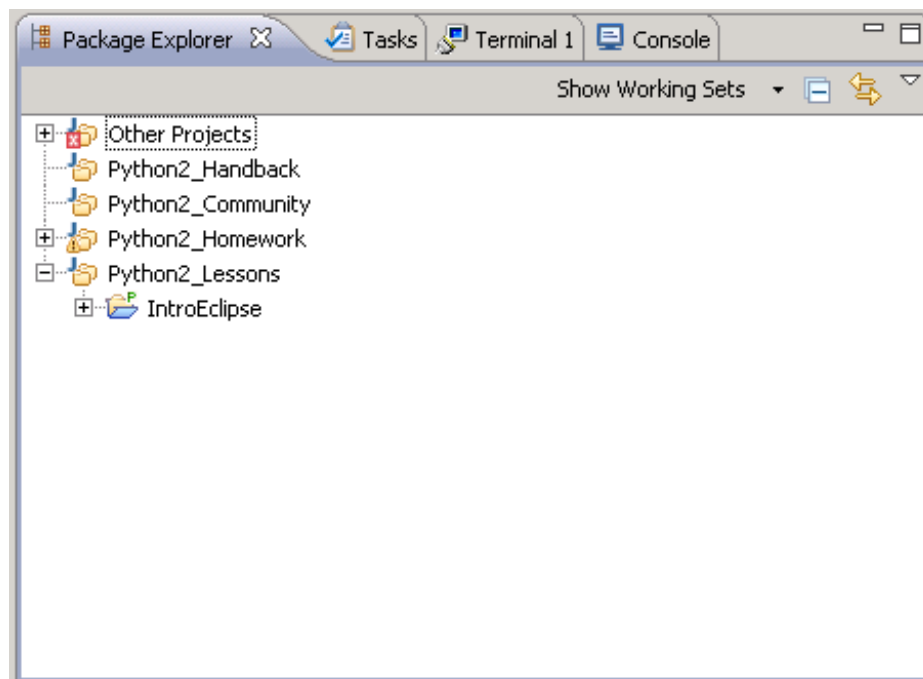 Package Explorer Tasks Terminal 1 Console
Show Working Sets
Other Projects
Python2_Handback
Python2_Community
Python2_Homework
Python2_Lessons
IntroEclipse